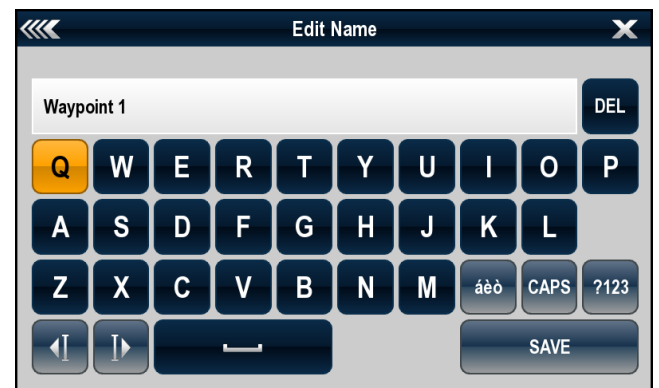 Edit Name
Waypoint 1 DEL
Q W E R T Y U I O P
A S D F G H J K L
Z X C V B N M áèò CAPS ?123
SAVE